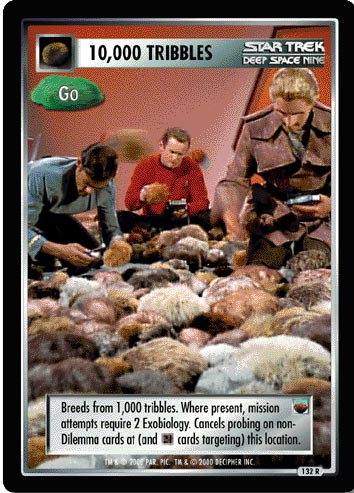 10,000 TRIBBLES
STAR TREK
DEEP SPACE NINE
Go
Breeds from 1,000 tribbles. Where present, mission
attempts require 2 Exobiology. Cancels probing on non-
Dilemma cards at (and cards targeting) this location.
TM & © 2000 PAR. PIC. TM & © 2000 DECIPHER INC.
132 R